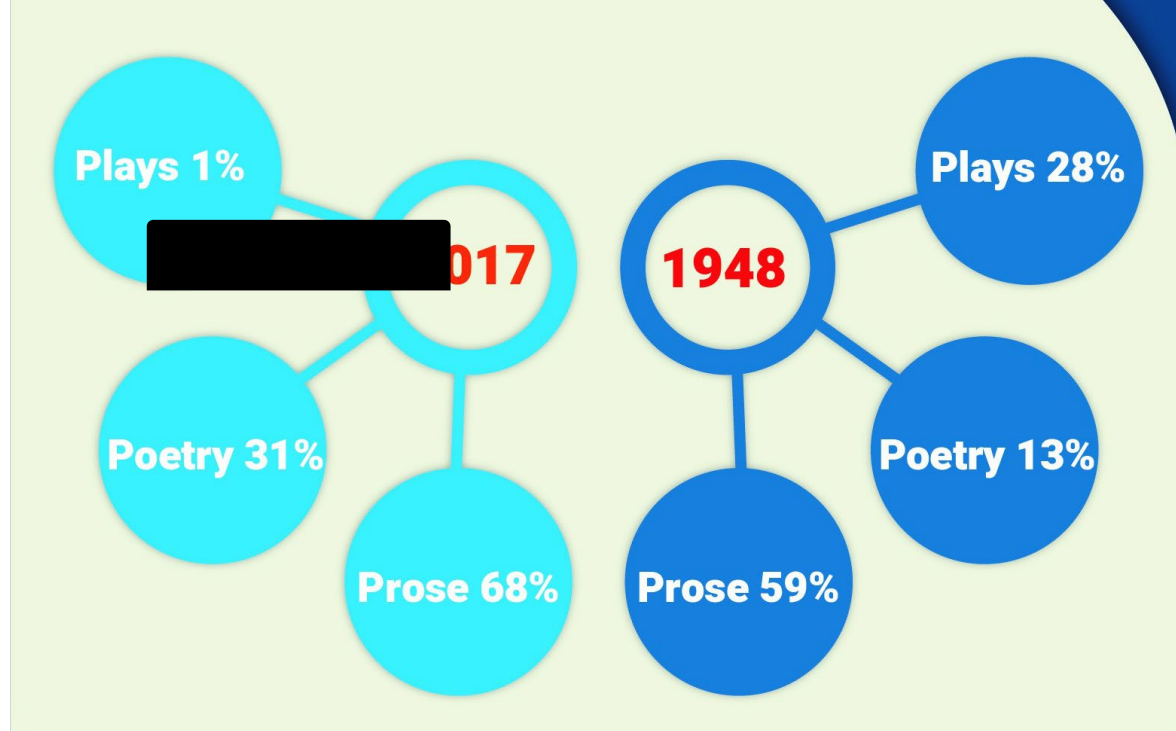 Plays 1%
017
Poetry 31%
Prose 68%
1948
Plays 28%
Poetry 13%
Prose 59%